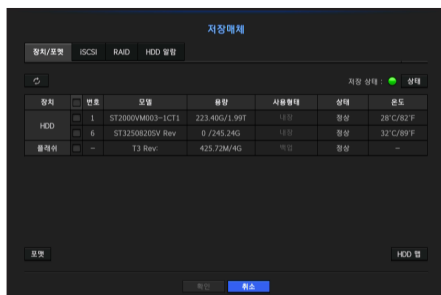 저장매체
장치/포맷 iSCSI RAID HDD 알람
저장 상태 : 상태
장치 번호 모델 용량 사용형태 상태 온도
HDD 1 ST2000VM003-1CT1 223.40G/1.99T 내장 정상 28°C/82°F
6 ST3250820SV Rev 0 /245.24G 내장 정상 32°C/89°F
플래쉬 - T3 Rev: 425.72M/4G 백업 정상 -
포맷 HDD 맵
확인 취소